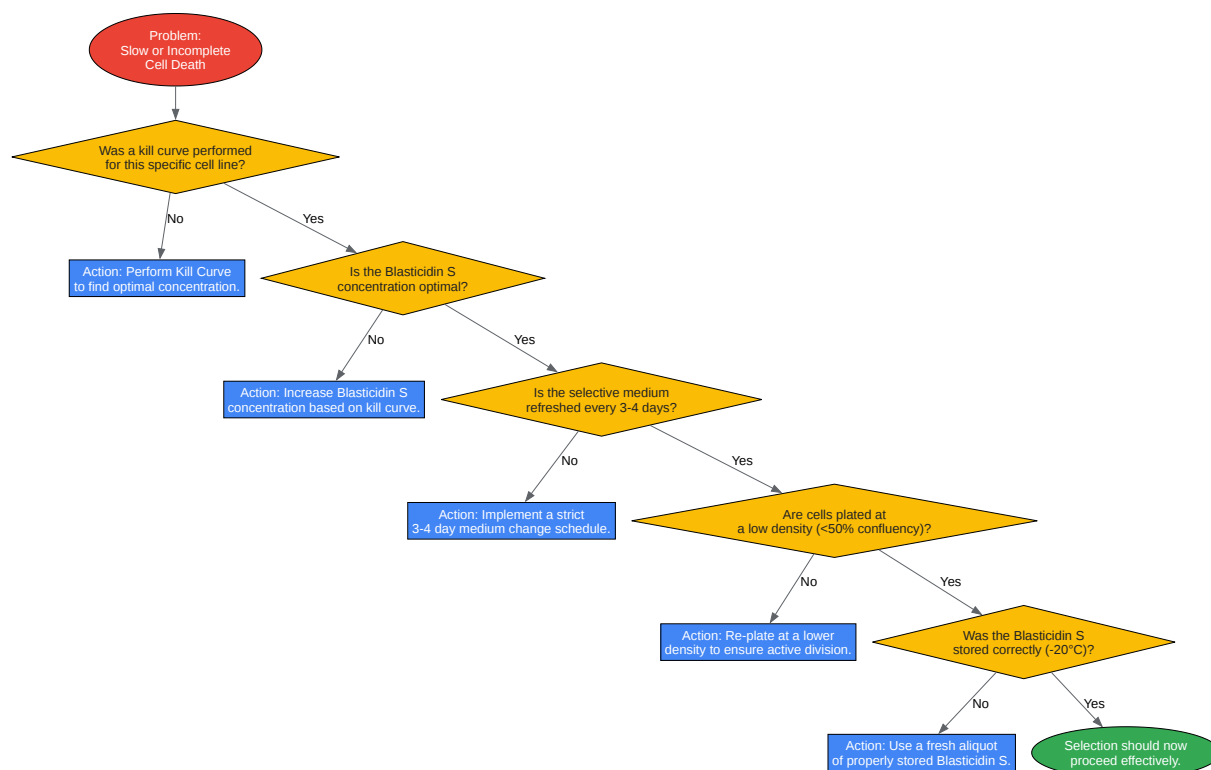 Problem:
Slow or Incomplete
Cell Death
Was a kill curve performed
for this specific cell line?
No
Yes
Action: Perform Kill Curve
to find optimal concentration.
Is the Blasticidin S
concentration optimal?
No
Yes
Action: Increase Blasticidin S
concentration based on kill curve.
Is the selective medium
refreshed every 3-4 days?
No
Yes
Action: Implement a strict
3-4 day medium change schedule.
Are cells plated at
a low density (<50% confluency)?
No
Yes
Action: Re-plate at a lower
density to ensure active division.
Was the Blasticidin S
stored correctly (-20°C)?
No
Yes
Action: Use a fresh aliquot
of properly stored Blasticidin S.
Selection should now
proceed effectively.